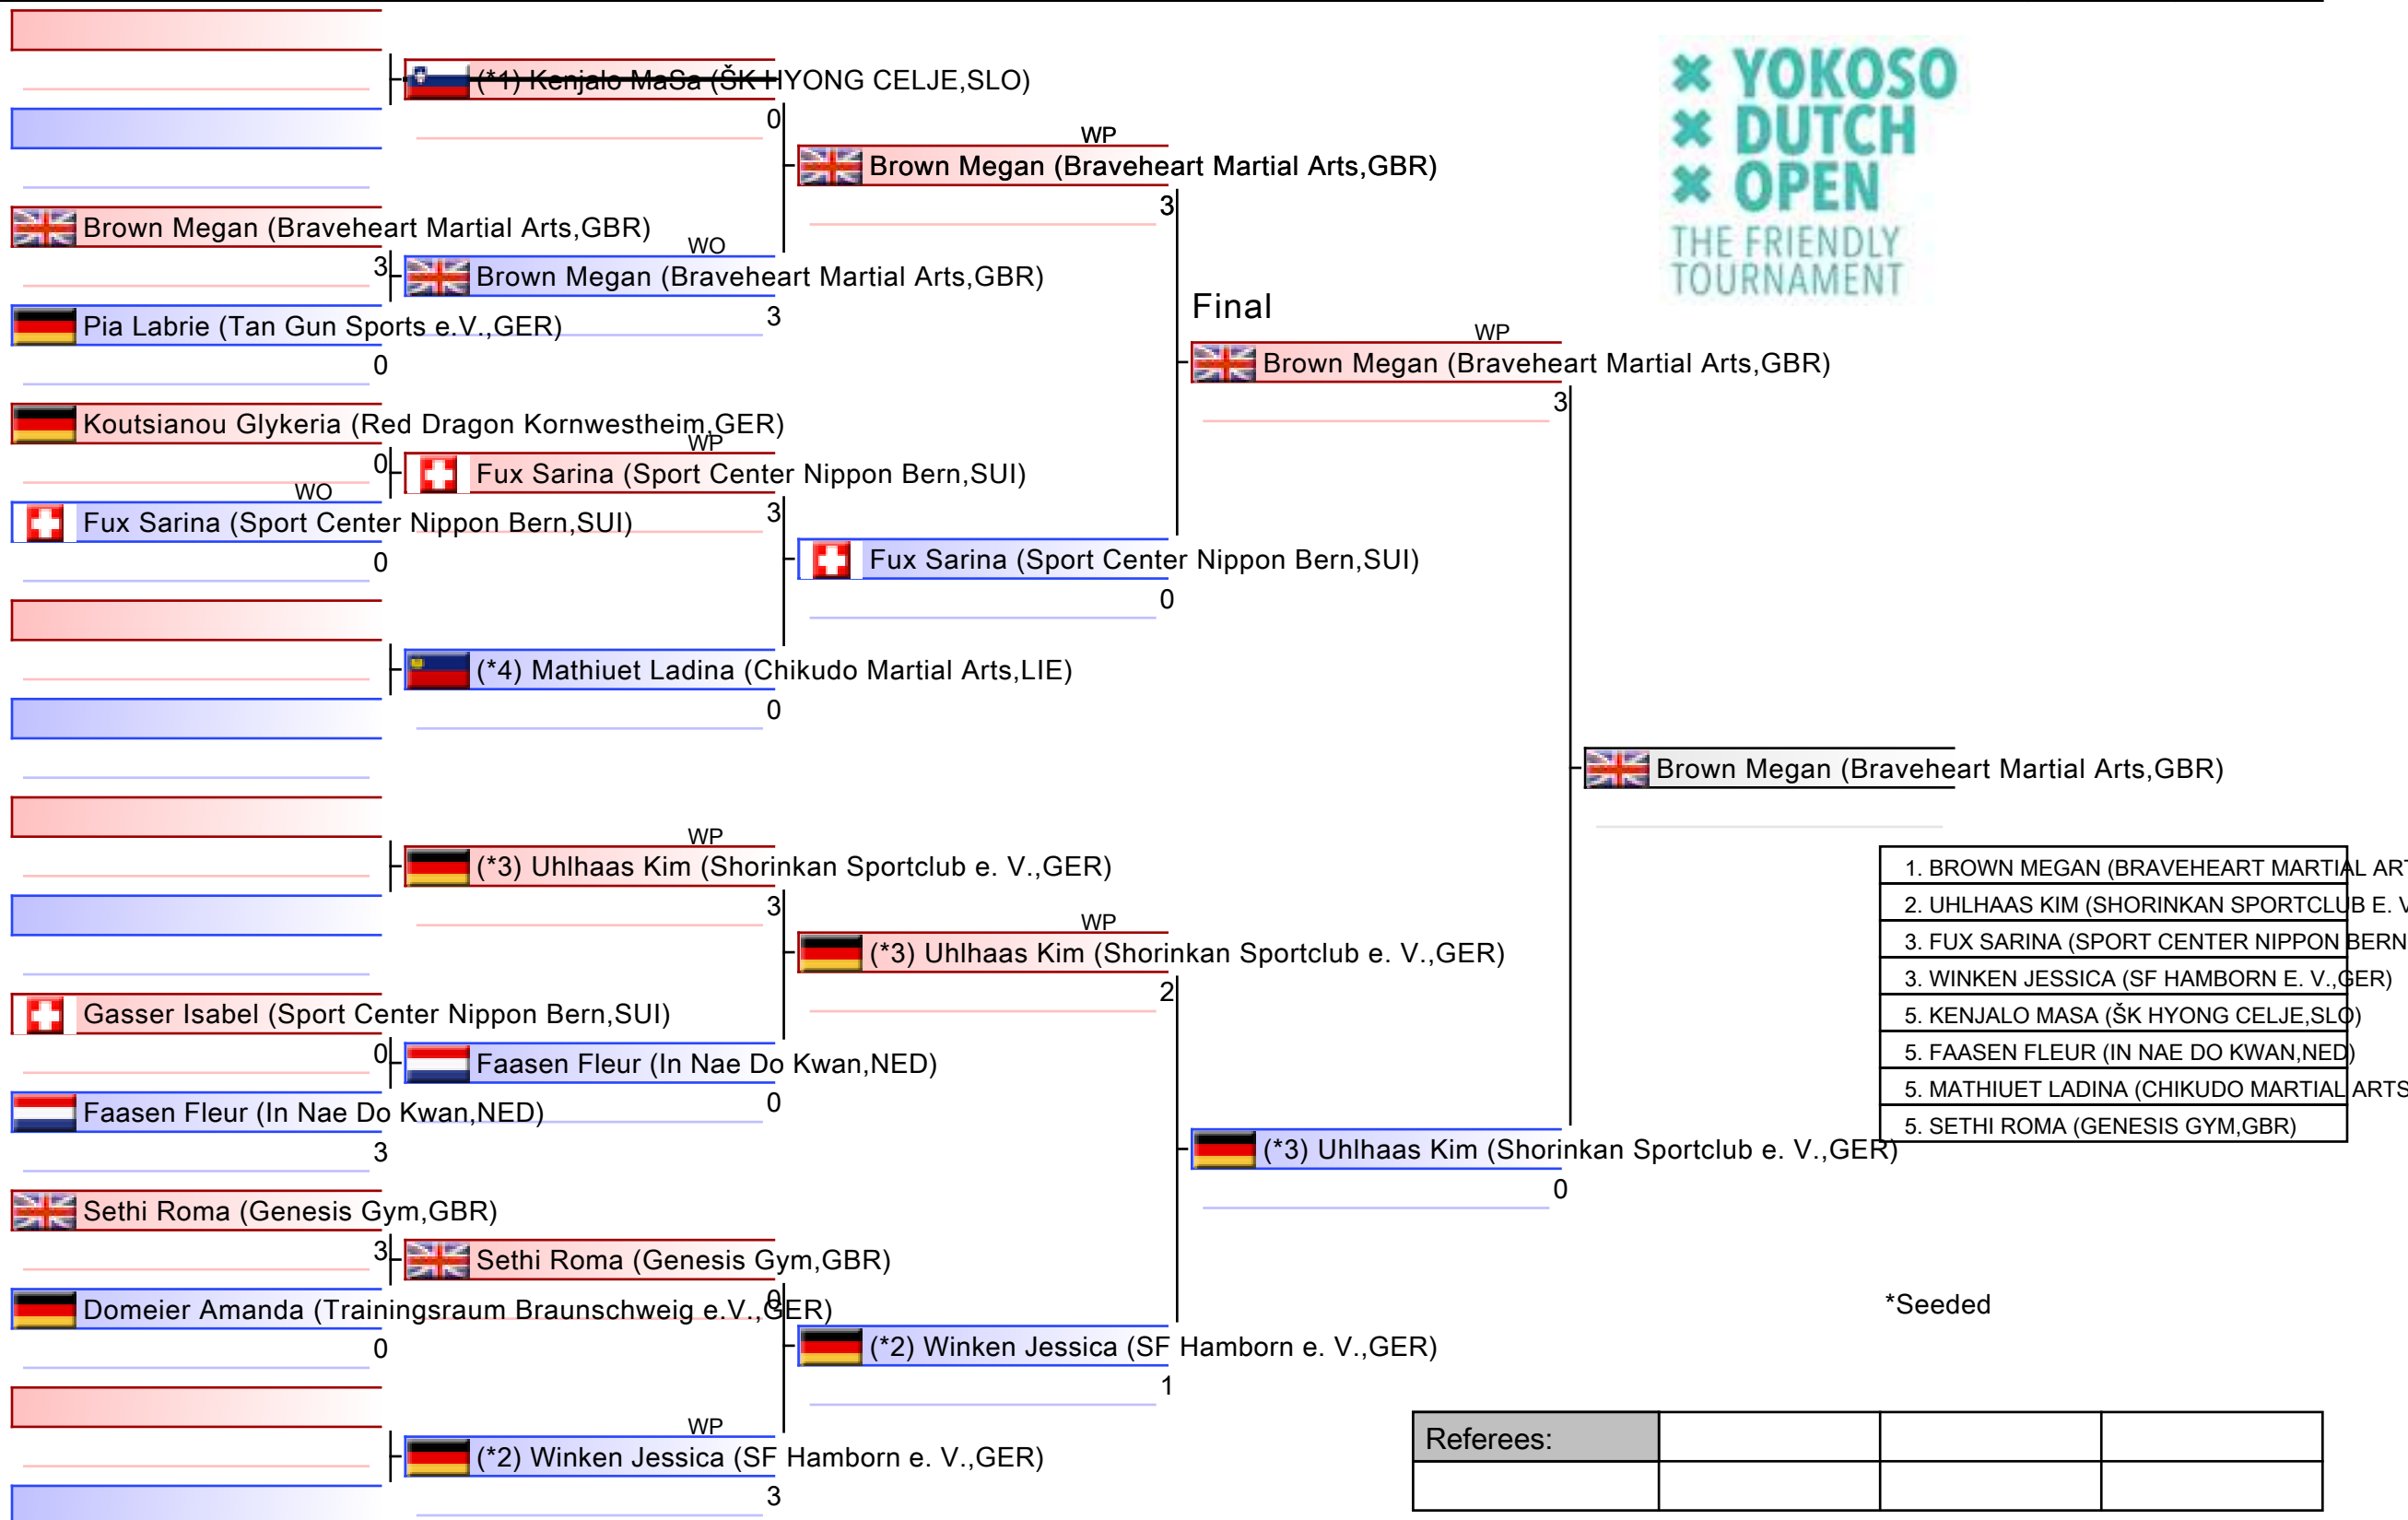 (*1) Kenjalo MaSa (ŠK HYONG CELJE,SLO)
0
WP
Brown Megan (Braveheart Martial Arts,GBR)
3
Brown Megan (Braveheart Martial Arts,GBR)
3
WO
Brown Megan (Braveheart Martial Arts,GBR)
3
Pia Labrie (Tan Gun Sports e.V.,GER)
0
YOKOSO
DUTCH
OPEN
THE FRIENDLY
TOURNAMENT
Final
WP
Brown Megan (Braveheart Martial Arts,GBR)
3
Koutsianou Glykeria (Red Dragon Kornwestheim,GER)
0
WP
Fux Sarina (Sport Center Nippon Bern,SUI)
3
WO
Fux Sarina (Sport Center Nippon Bern,SUI)
0
Fux Sarina (Sport Center Nippon Bern,SUI)
0
(*4) Mathiuet Ladina (Chikudo Martial Arts,LIE)
0
Brown Megan (Braveheart Martial Arts,GBR)
WP
(*3) Uhlhaas Kim (Shorinkan Sportclub e. V.,GER)
3
WP
(*3) Uhlhaas Kim (Shorinkan Sportclub e. V.,GER)
2
Gasser Isabel (Sport Center Nippon Bern,SUI)
0
Faasen Fleur (In Nae Do Kwan,NED)
0
Faasen Fleur (In Nae Do Kwan,NED)
3
(*3) Uhlhaas Kim (Shorinkan Sportclub e. V.,GER)
0
1. BROWN MEGAN (BRAVEHEART MARTIAL ART
2. UHLHAAS KIM (SHORINKAN SPORTCLUB E. V
3. FUX SARINA (SPORT CENTER NIPPON BERN
3. WINKEN JESSICA (SF HAMBORN E. V.,GER)
5. KENJALO MASA (ŠK HYONG CELJE,SLO)
5. FAASEN FLEUR (IN NAE DO KWAN,NED)
5. MATHIUET LADINA (CHIKUDO MARTIAL ARTS
5. SETHI ROMA (GENESIS GYM,GBR)
Sethi Roma (Genesis Gym,GBR)
3
Sethi Roma (Genesis Gym,GBR)
0
Domeier Amanda (Trainingsraum Braunschweig e.V.,GER)
0
(*2) Winken Jessica (SF Hamborn e. V.,GER)
1
WP
(*2) Winken Jessica (SF Hamborn e. V.,GER)
3
*Seeded
Referees: